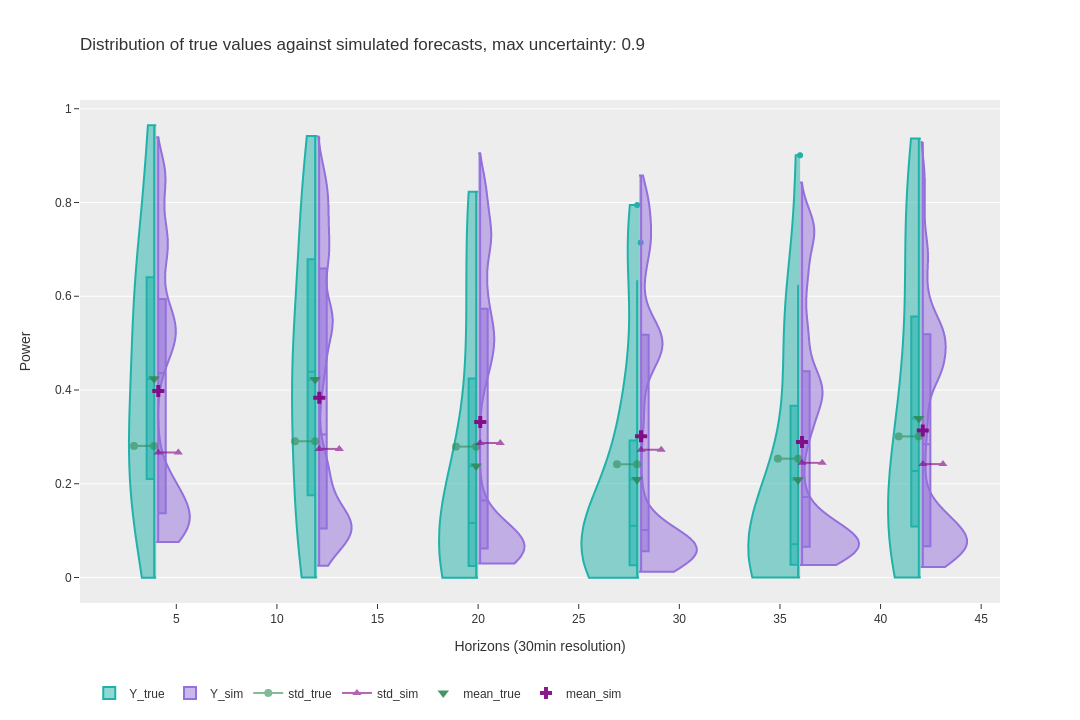 Distribution of true values against simulated forecasts, max uncertainty: 0.9
1
0.8
0.6
0.4
0.2
0
Power
5 10 15 20 25 30 35 40 45
Horizons (30min resolution)
Y_true Y_sim std_true std_sim mean_true mean_sim